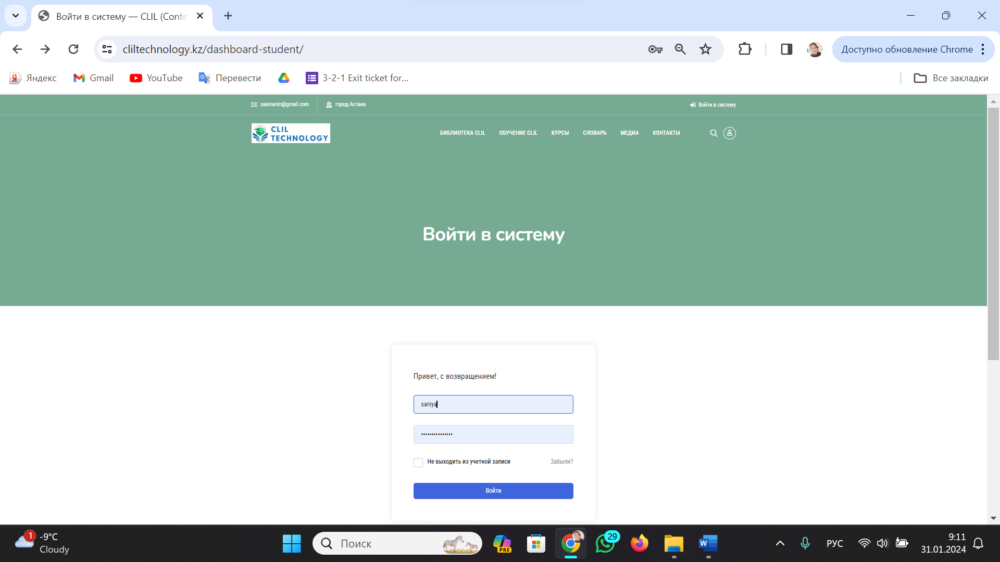 Войти в систему — CLIL (Conte
cliltechnology.kz/dashboard-student/
Доступно обновление Chrome
Яндекс
Gmail
YouTube
Перевести
3-2-1 Exit ticket for...
Все закладки
saninarim@gmail.com
город Астана
Войти в систему
CLIL
TECHNOLOGY
БИБЛИОТЕКА CLIL
ОБУЧЕНИЕ CLIL
КУРСЫ
СЛОВАРЬ
МЕДИА
КОНТАКТЫ
Войти в систему
Привет, с возвращением!
saniya
Не выходить из учетной записи
Забыли?
Войти
1
-9°C
Cloudy
Поиск
PRE
29
РУС
9:11
31.01.2024